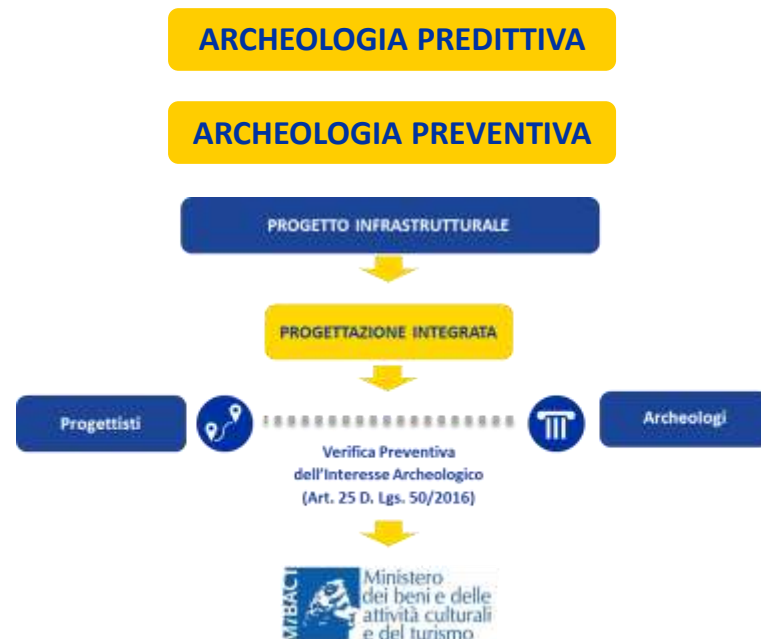 ARCHEOLOGIA PREDITTIVA
ARCHEOLOGIA PREVENTIVA
PROGETTO INFRASTRUTTURALE
PROGETTAZIONE INTEGRATA
Progettisti
Archeologi
Verifica Preventiva
dell'Interesse Archeologico
(Art. 25 D. Lgs. 50/2016)
MiBACT
Ministero
dei beni e delle
attività culturali
e del turismo